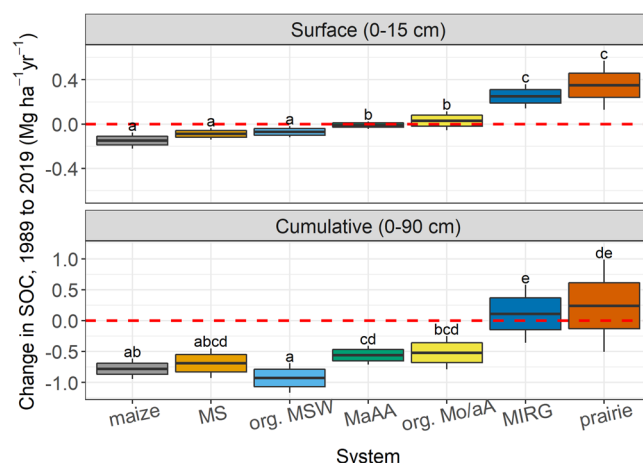 Surface (0-15 cm)
0.4
0.0
-0.4
a a a b b c c
Cumulative (0-90 cm)
1.0
0.5
0.0
-0.5
-1.0
ab abcd a cd bcd e de
maize MS org. MSW MaAA org. Mo/aA MIRG prairie
System
Change in SOC, 1989 to 2019 (Mg ha⁻¹yr⁻¹)